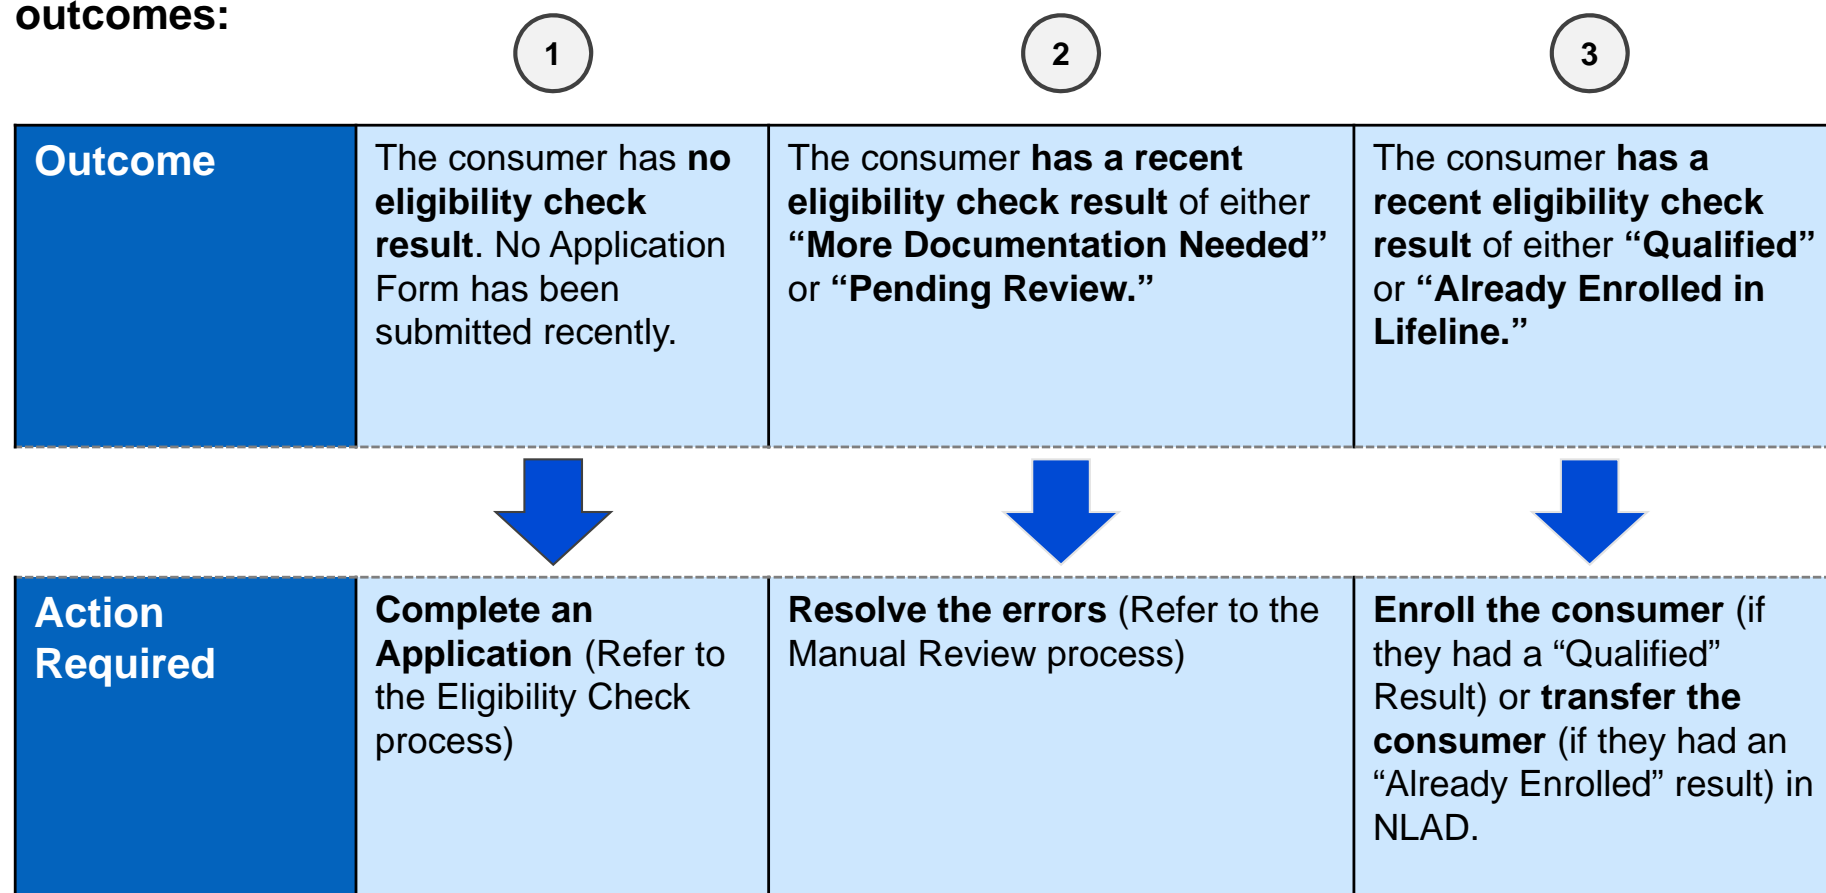 outcomes:
1
2
3
Outcome
The consumer has no
eligibility check
result. No Application
Form has been
submitted recently.
The consumer has a recent
eligibility check result of either
“More Documentation Needed”
or “Pending Review.”
The consumer has a
recent eligibility check
result of either “Qualified”
or “Already Enrolled in
Lifeline.”
Action
Required
Complete an
Application (Refer to
the Eligibility Check
process)
Resolve the errors (Refer to the
Manual Review process)
Enroll the consumer (if
they had a “Qualified”
Result) or transfer the
consumer (if they had an
“Already Enrolled” result) in
NLAD.